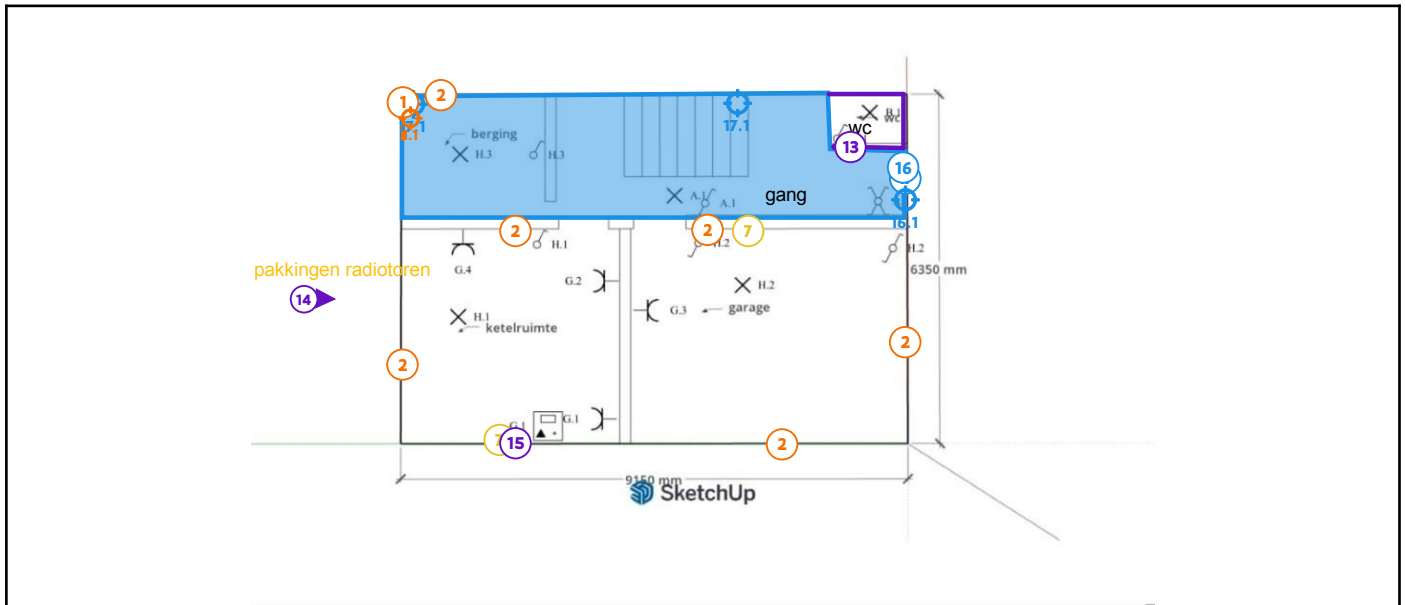 1
2
17.1
berging
H.3
H.3
B.1
wc
wc
13
16
A.1
A.1
gang
16.1
2
2
7
H.1
H.2
H.2
G.4
pakkingen radiotoren
6350 mm
G.2
H.2
14
G.3
garage
H.1
ketelruimte
2
2
G.1
G.1
7
15
2
9150 mm
SketchUp